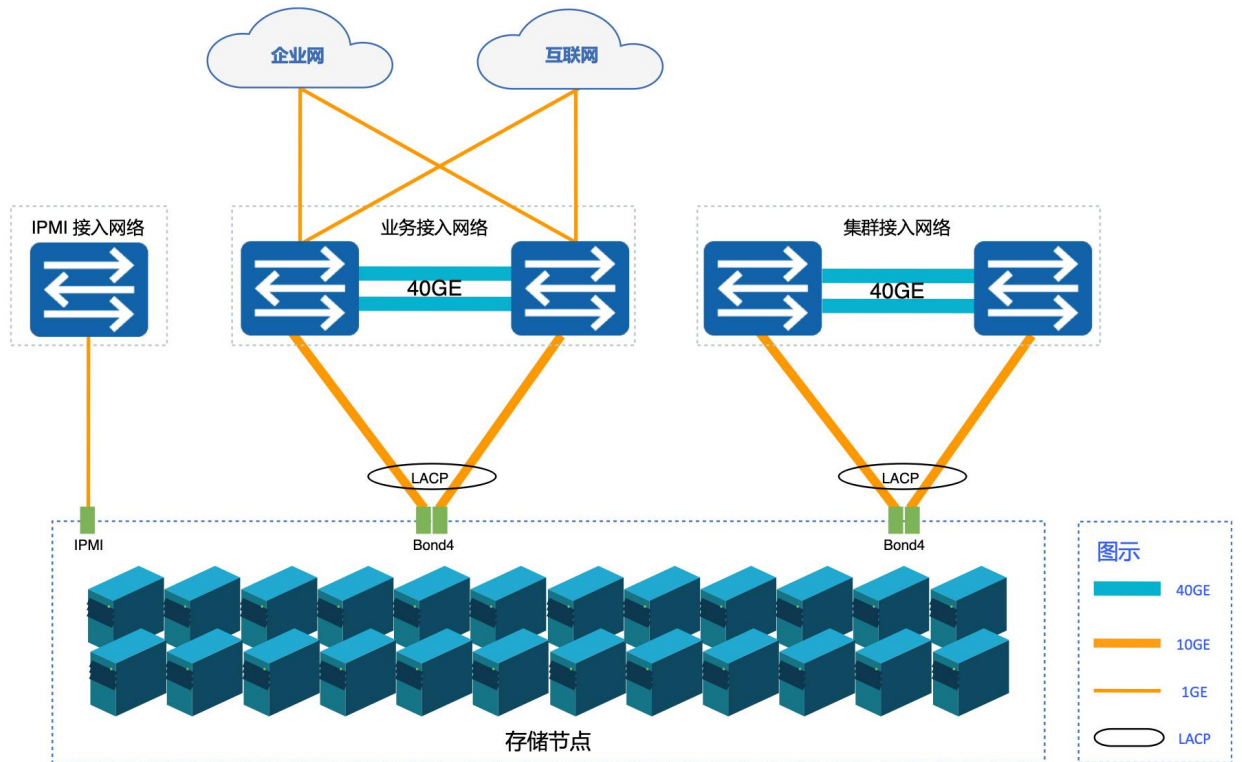 企业网
互联网
IPMI 接入网络
业务接入网络
集群接入网络
40GE
40GE
LACP
LACP
IPMI
Bond4
Bond4
图示
40GE
10GE
1GE
LACP
存储节点